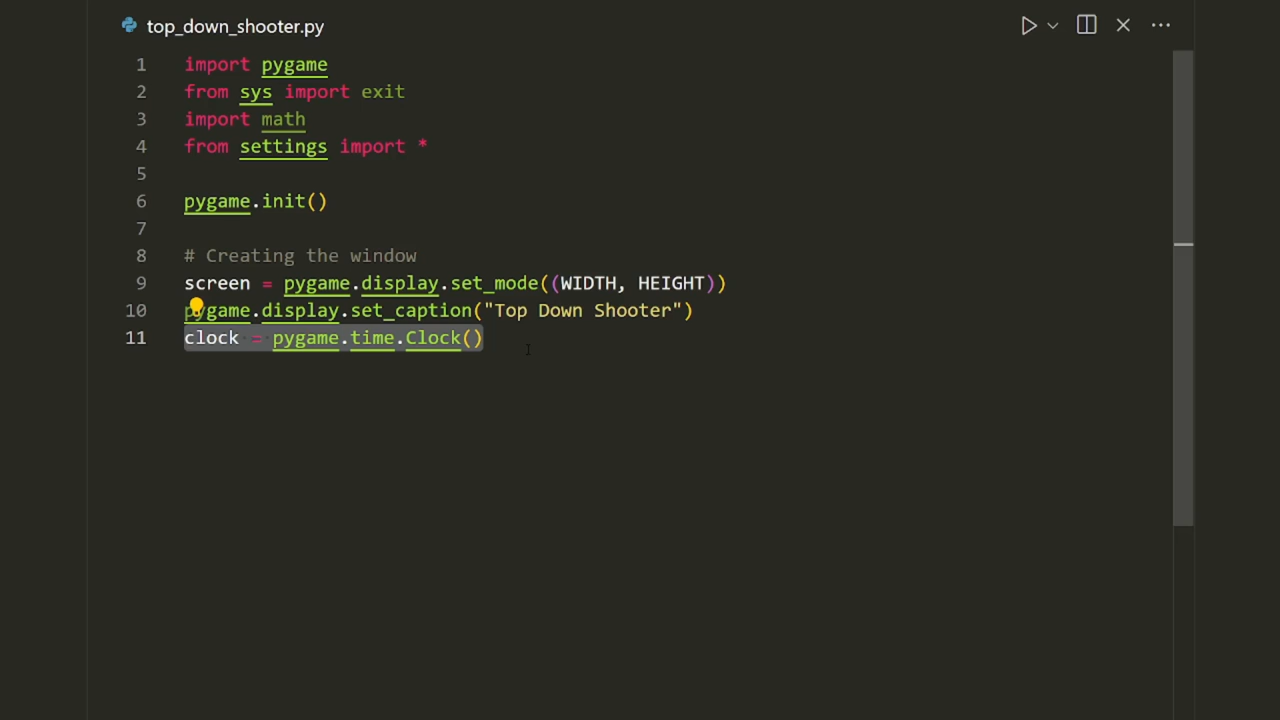 top_down_shooter.py
1 import pygame
2 from sys import exit
3 import math
4 from settings import *
5
6 pygame.init()
7
8 # Creating the window
9 screen = pygame.display.set_mode((WIDTH, HEIGHT))
10 pygame.display.set_caption("Top Down Shooter")
11 clock = pygame.time.Clock()